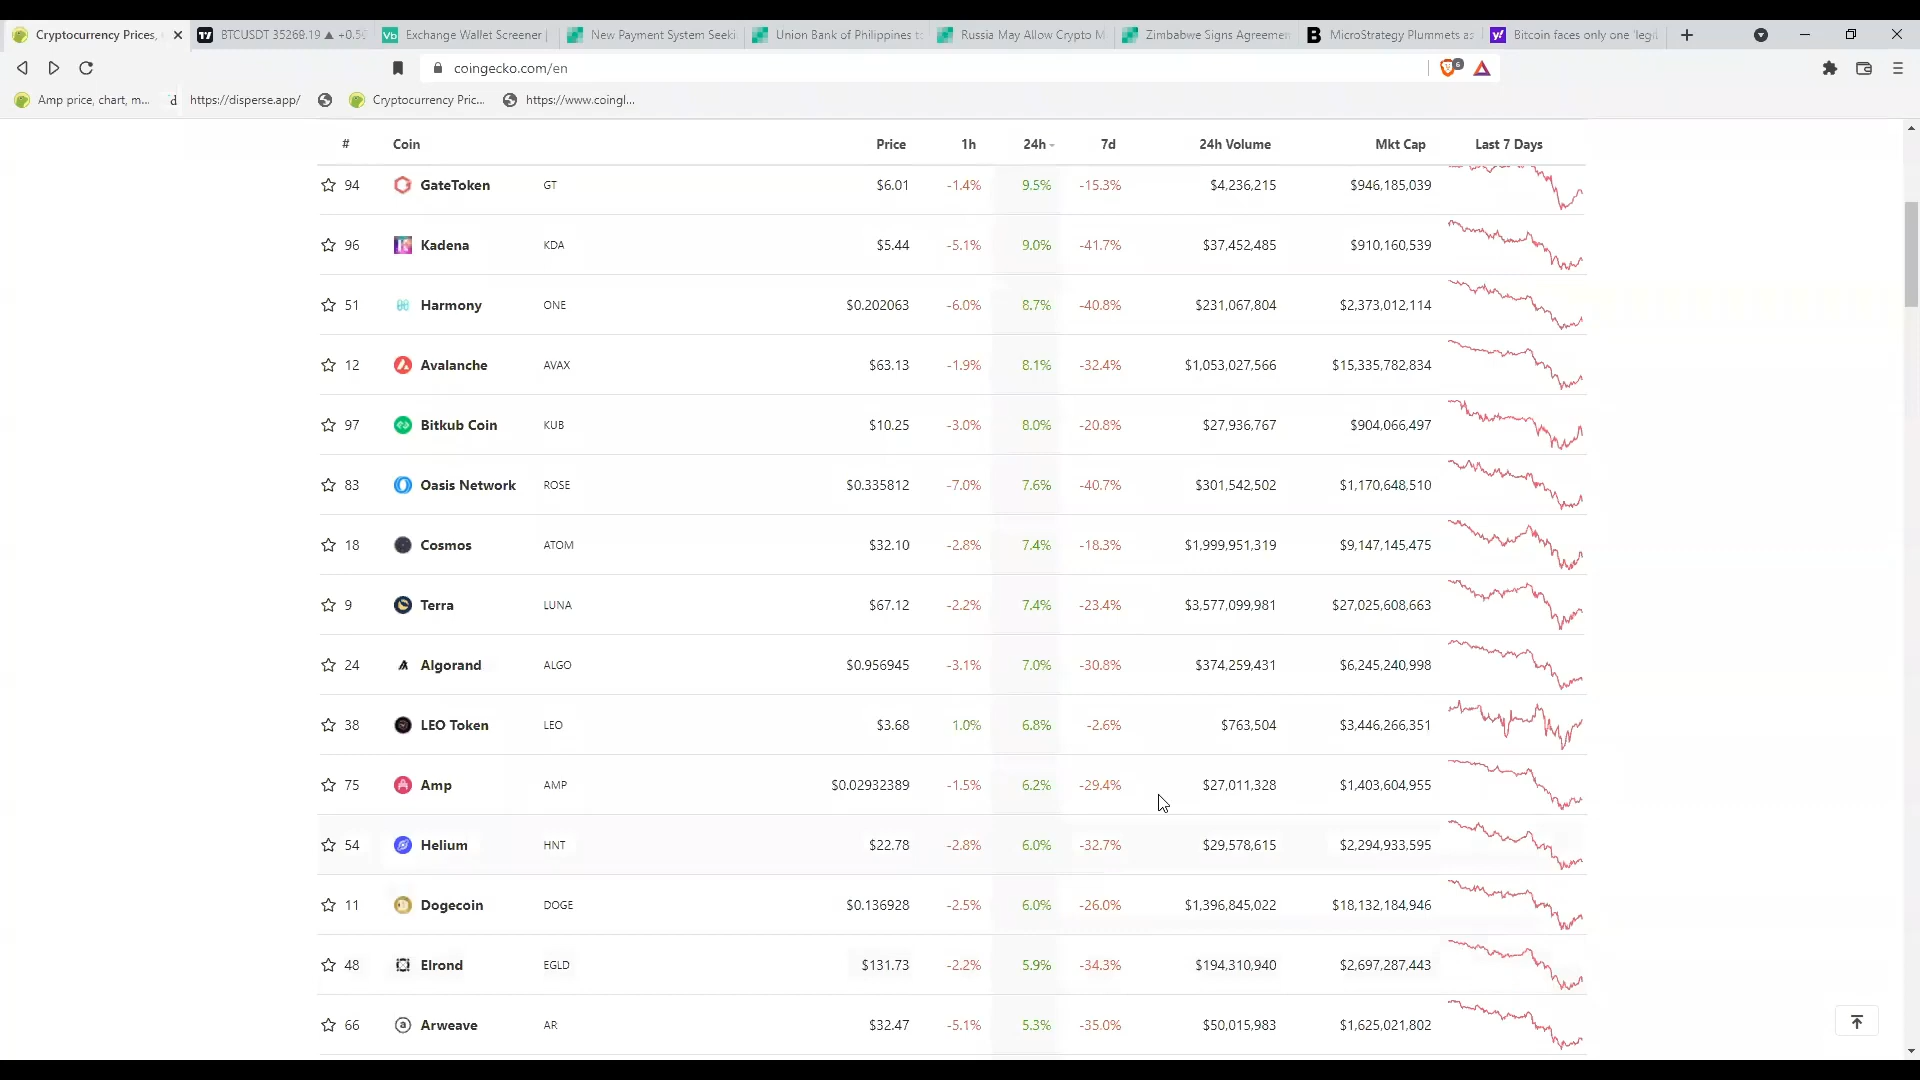 Cryptocurrency Prices,
BTCUSDT 35268.19 ▲ +0.5
Exchange Wallet Screener |
New Payment System Seeki
Union Bank of Philippines t
Russia May Allow Crypto M
Zimbabwe Signs Agreemen
MicroStrategy Plummets as
Bitcoin faces only one 'legi
coingecko.com/en
6
Amp price, chart, m...
d https://disperse.app/
Cryptocurrency Pric...
https://www.coingl...
# Coin Price 1h 24h 7d 24h Volume Mkt Cap Last 7 Days
94 GateToken GT $6.01 -1.4% 9.5% -15.3% $4,236,215 $946,185,039
96 Kadena KDA $5.44 -5.1% 9.0% -41.7% $37,452,485 $910,160,539
51 Harmony ONE $0.202063 -6.0% 8.7% -40.8% $231,067,804 $2,373,012,114
12 Avalanche AVAX $63.13 -1.9% 8.1% -32.4% $1,053,027,566 $15,335,782,834
97 Bitkub Coin KUB $10.25 -3.0% 8.0% -20.8% $27,936,767 $904,066,497
83 Oasis Network ROSE $0.335812 -7.0% 7.6% -40.7% $301,542,502 $1,170,648,510
18 Cosmos ATOM $32.10 -2.8% 7.4% -18.3% $1,999,951,319 $9,147,145,475
9 Terra LUNA $67.12 -2.2% 7.4% -23.4% $3,577,099,981 $27,025,608,663
24 Algorand ALGO $0.956945 -3.1% 7.0% -30.8% $374,259,431 $6,245,240,998
38 LEO Token LEO $3.68 1.0% 6.8% -2.6% $763,504 $3,446,266,351
75 Amp AMP $0.02932389 -1.5% 6.2% -29.4% $27,011,328 $1,403,604,955
54 Helium HNT $22.78 -2.8% 6.0% -32.7% $29,578,615 $2,294,933,595
11 Dogecoin DOGE $0.136928 -2.5% 6.0% -26.0% $1,396,845,022 $18,132,184,946
48 Elrond EGLD $131.73 -2.2% 5.9% -34.3% $194,310,940 $2,697,287,443
66 Arweave AR $32.47 -5.1% 5.3% -35.0% $50,015,983 $1,625,021,802